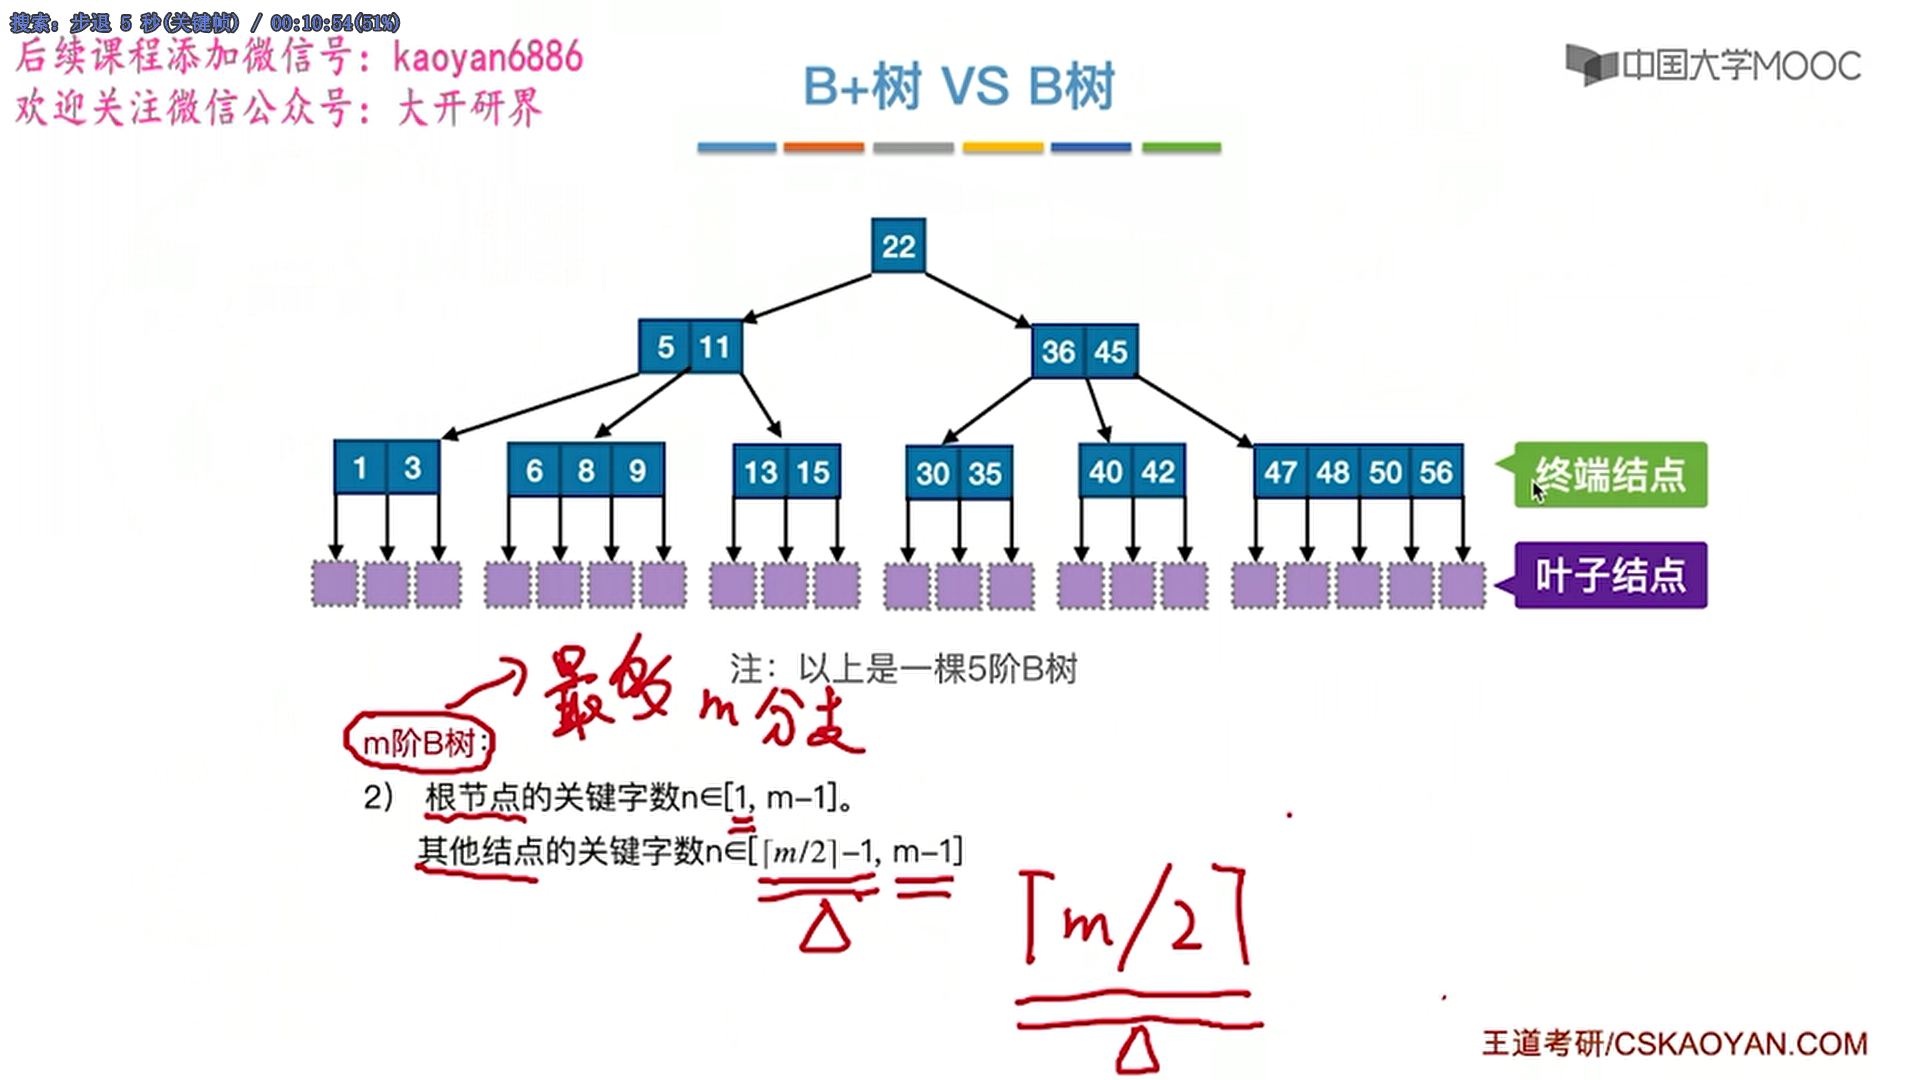 搜索: 步退 5 秒(关键帧) / 00:10:54(51%)
后续课程添加微信号：kaoyan6886
欢迎关注微信公众号：大开研界
B+树 VS B树
中国大学MOOC
22
5 11
36 45
1 3
6 8 9
13 15
30 35
40 42
47 48 50 56
终端结点
叶子结点
注：以上是一棵5阶B树
最多 m 分支
m阶B树：
2） 根节点的关键字数n∈[1, m–1]。
其他结点的关键字数n∈[⌈m/2⌉–1, m–1]
⌈m/2⌉
王道考研/CSKAOYAN.COM